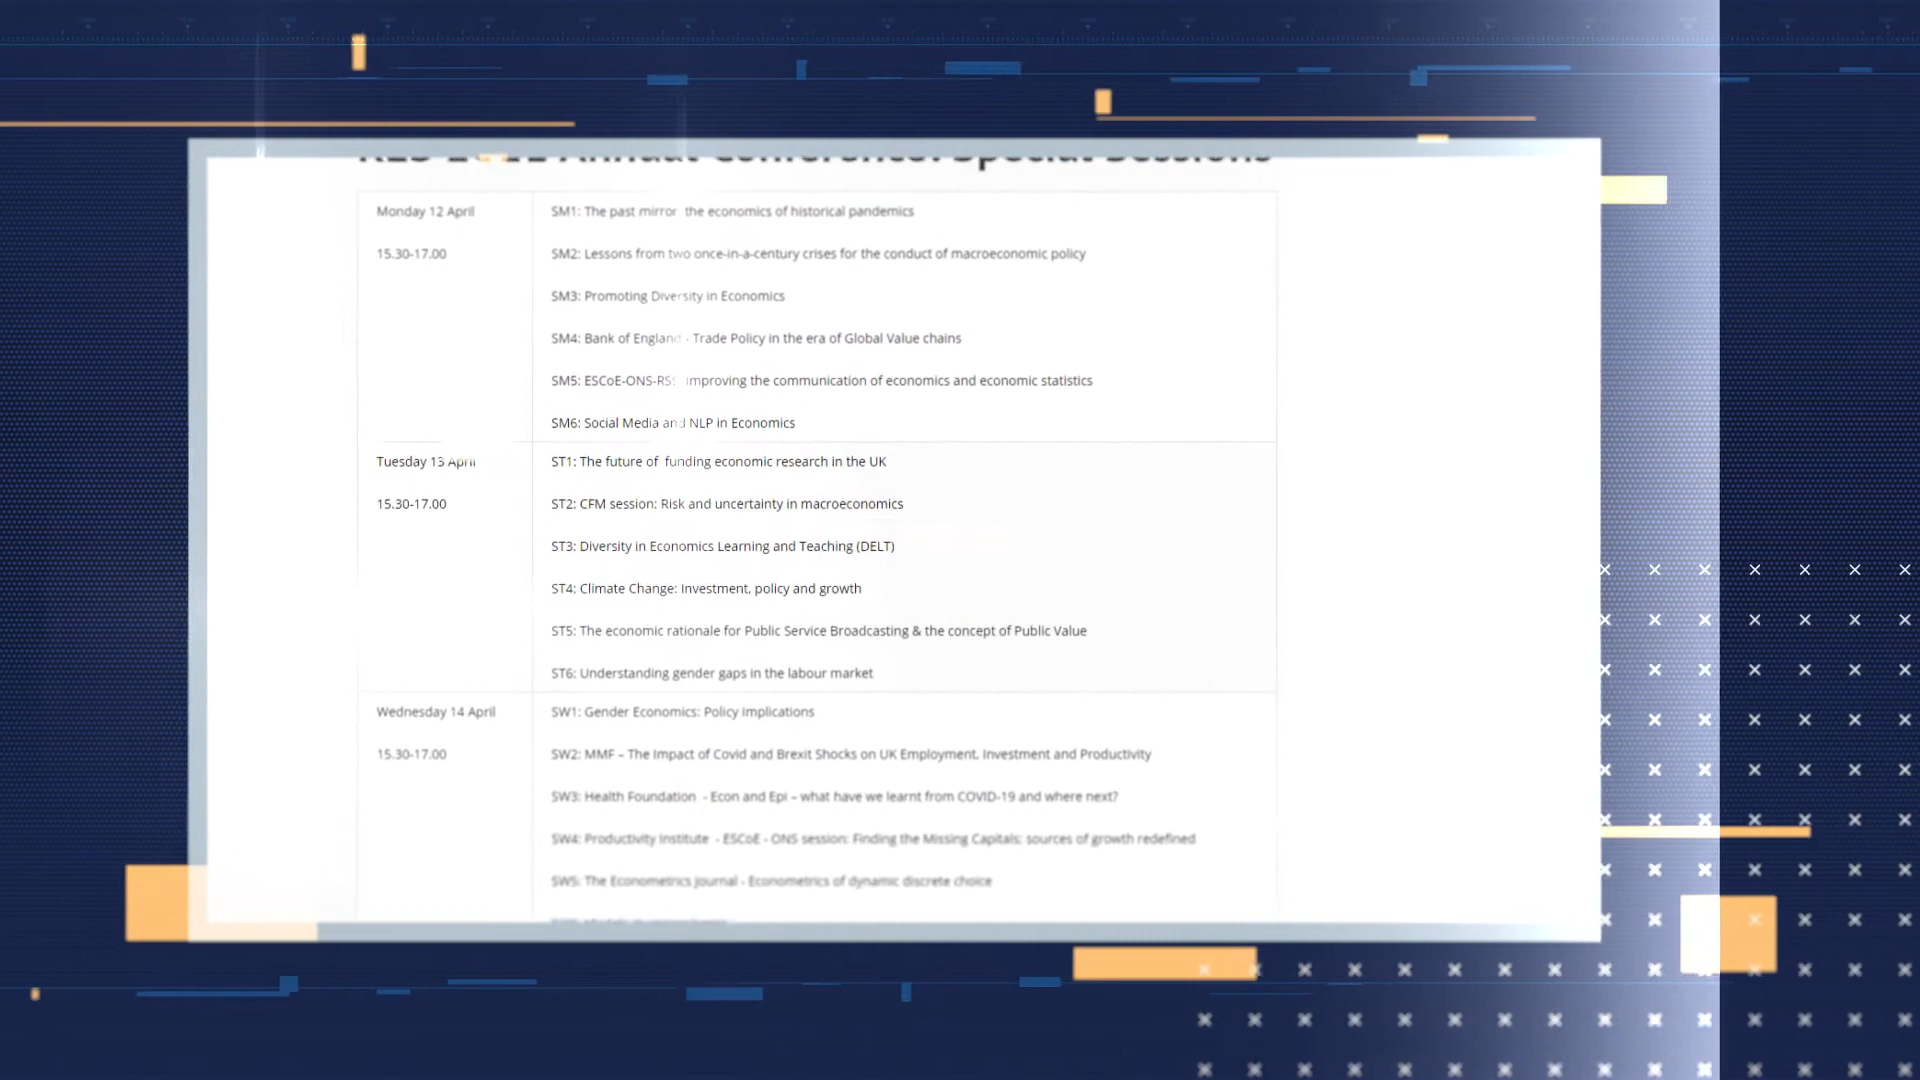 Annual Conference: Special Sessions
Monday 12 April
15.30-17.00
SM1: The past mirror the economics of historical pandemics
SM2: Lessons from two once-in-a-century crises for the conduct of macroeconomic policy
SM3: Promoting Diversity in Economics
SM4: Bank of England - Trade Policy in the era of Global Value chains
SM5: ESCoE-ONS-RSS improving the communication of economics and economic statistics
SM6: Social Media and NLP in Economics
Tuesday 13 April
15.30-17.00
ST1: The future of funding economic research in the UK
ST2: CFM session: Risk and uncertainty in macroeconomics
ST3: Diversity in Economics Learning and Teaching (DELT)
ST4: Climate Change: Investment, policy and growth
ST5: The economic rationale for Public Service Broadcasting & the concept of Public Value
ST6: Understanding gender gaps in the labour market
Wednesday 14 April
15.30-17.00
SW1: Gender Economics: Policy Implications
SW2: MMF – The Impact of Covid and Brexit Shocks on UK Employment, Investment and Productivity
SW3: Health Foundation - Econ and Epi – what have we learnt from COVID-19 and where next?
SW4: Productivity Institute - ESCoE - ONS session: Finding the Missing Capitals: sources of growth redefined
SW5: The Econometrics Journal - Econometrics of dynamic discrete choice